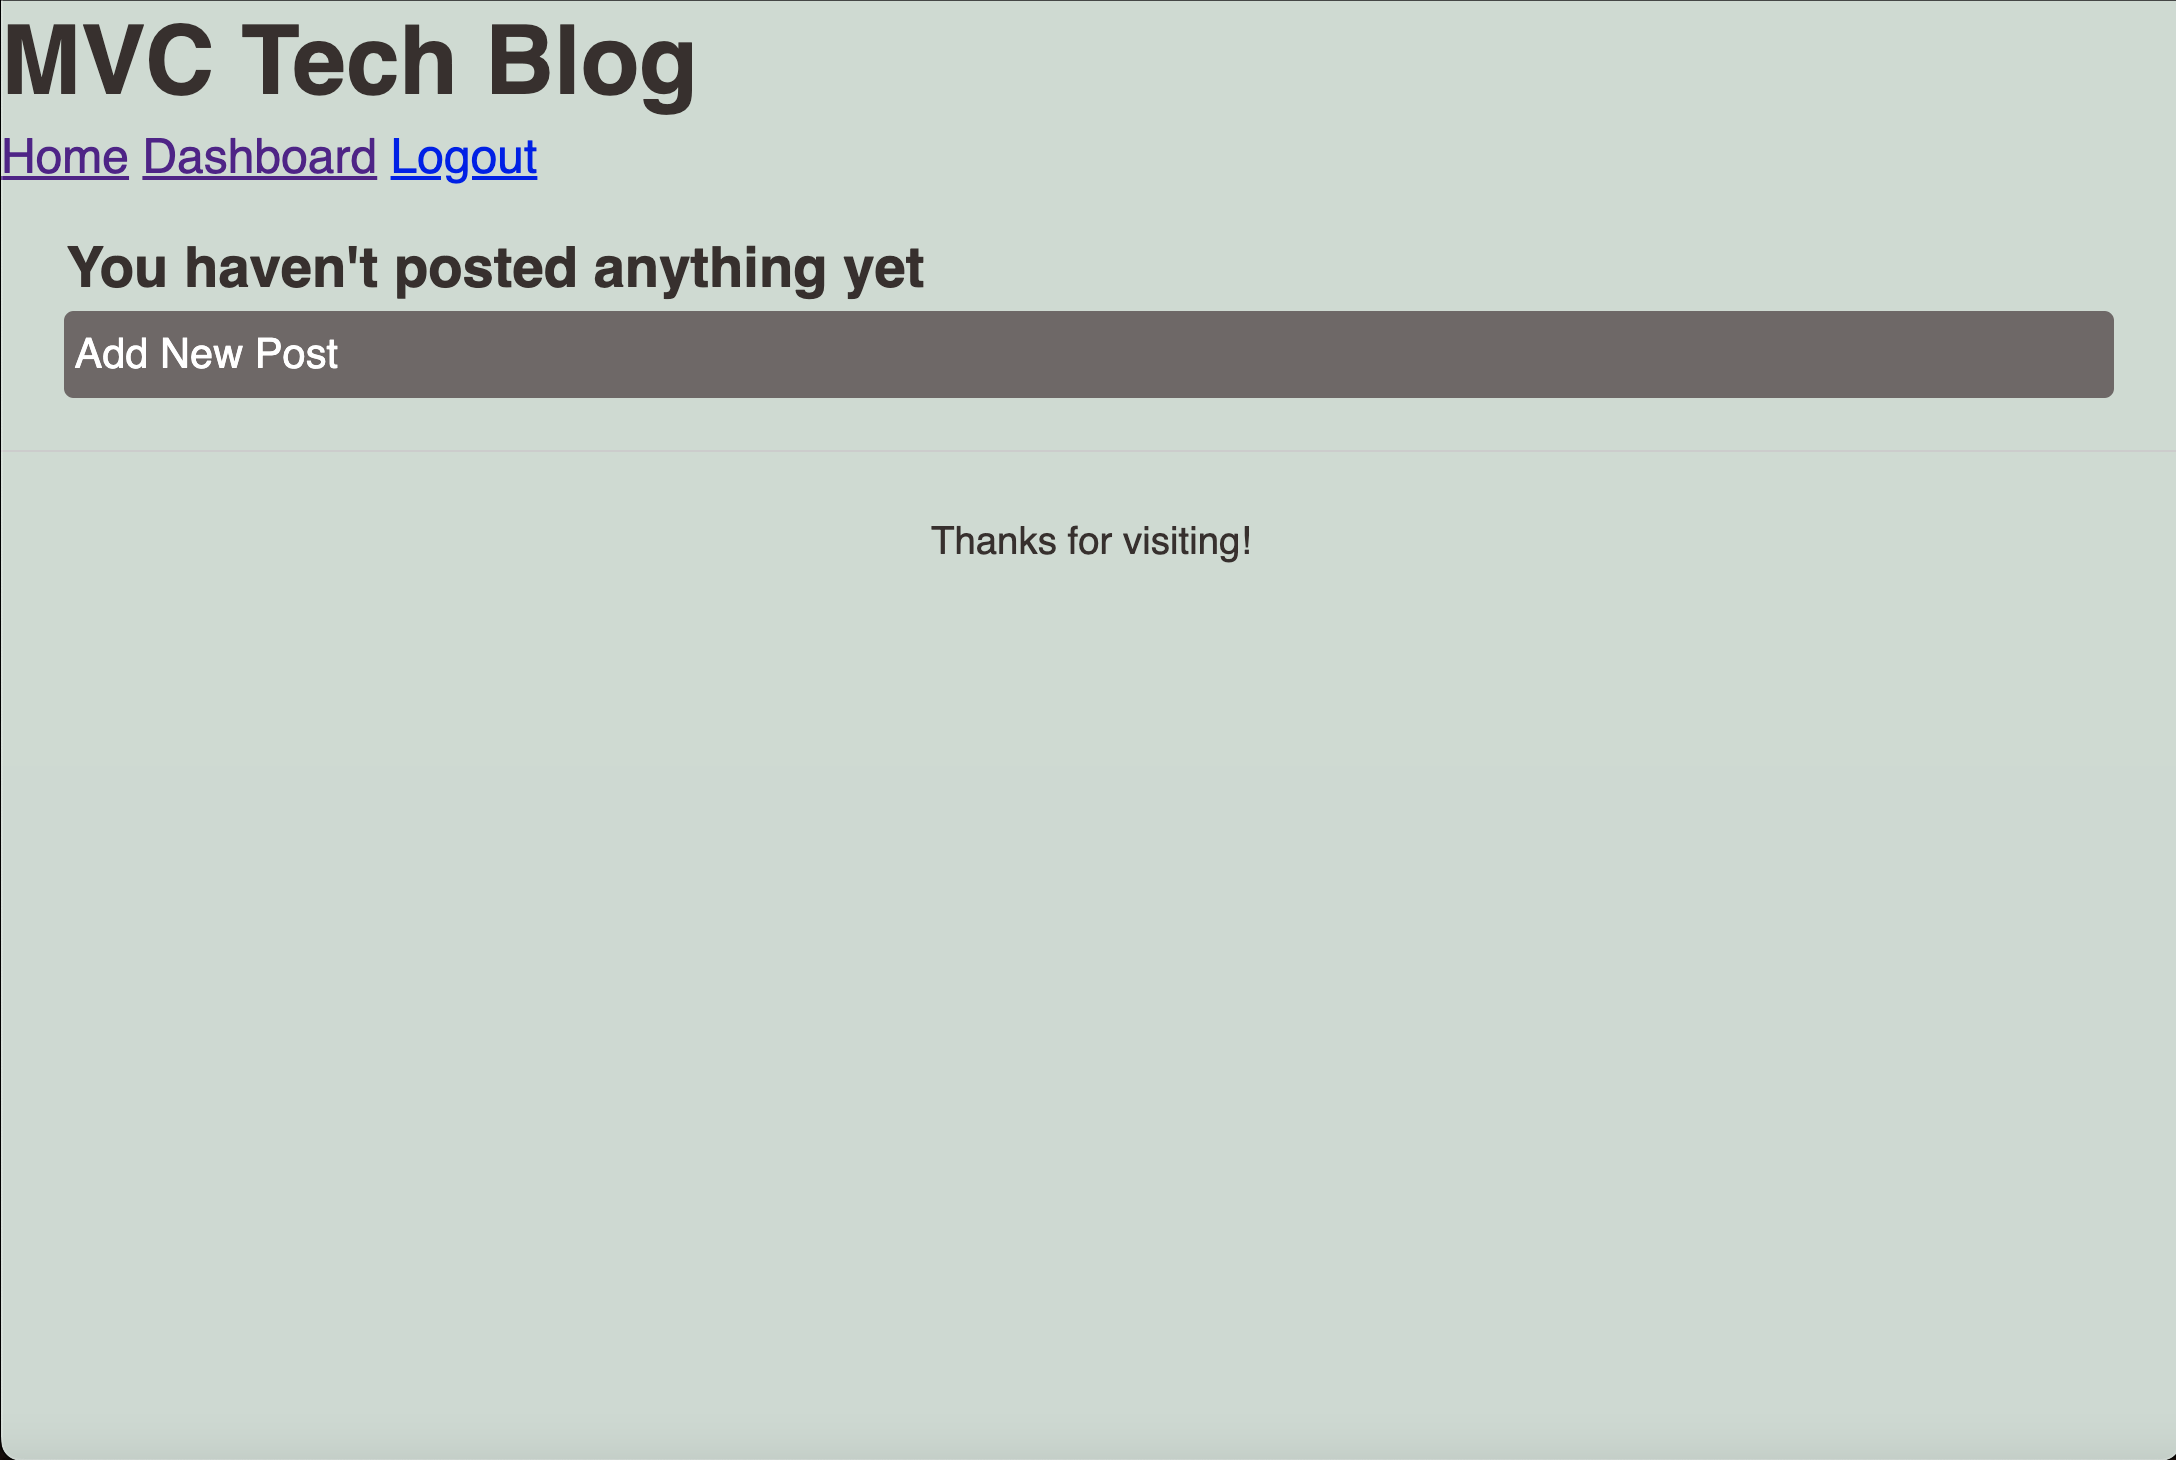 MVC Tech Blog
Home Dashboard Logout
You haven't posted anything yet
Add New Post
Thanks for visiting!